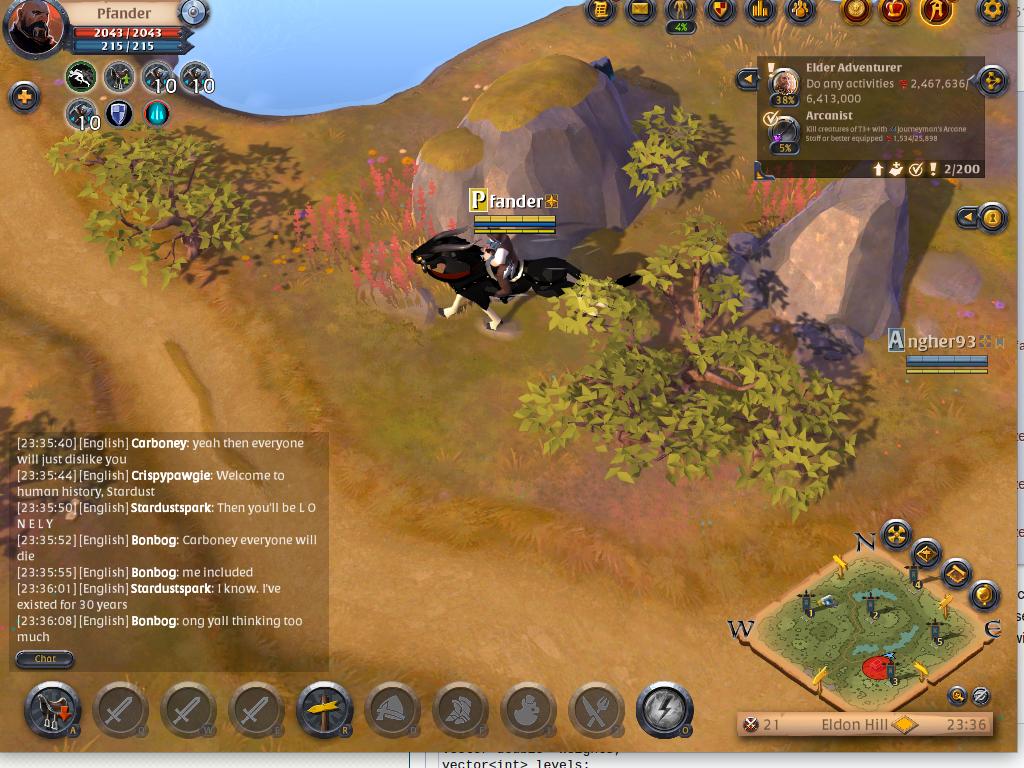 Pfander
2043/2043
215/215
4%
10
10
10
Elder Adventurer
Do any activities 2,467,636/
6,413,000
38%
Arcanist
Kill creatures of T3+ with Journeyman's Arcane
Staff or better equipped 1,534/25,898
5%
2/200
Pfander
Angher93
[23:35:40] [English] Carboney: yeah then everyone
will just dislike you
[23:35:44] [English] Crispypawgie: Welcome to
human history, Stardust
[23:35:50] [English] Stardustspark: Then you'll be L O
N E L Y
[23:35:52] [English] Bonbog: Carboney everyone will
die
[23:35:55] [English] Bonbog: me included
[23:36:01] [English] Stardustspark: I know. I've
existed for 30 years
[23:36:08] [English] Bonbog: ong yall thinking too
much
Chat
N
W
E
1
2
3
4
5
A
Q
W
E
R
D
F
O
21
Eldon Hill
23:36
vector<int> levels;